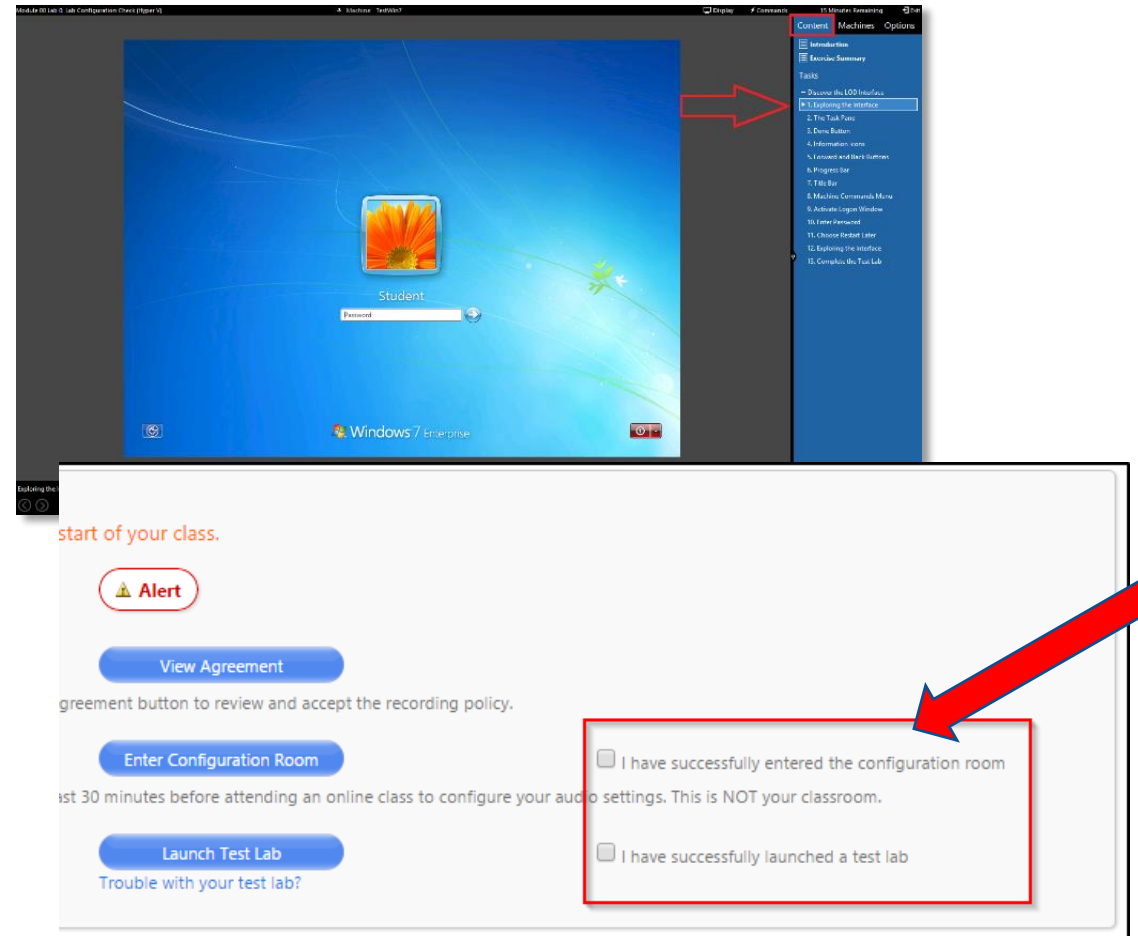 Module 00 Lab 0: Lab Configuration Check (Hyper V)
Machine: TestWin7
Display
Commands
15 Minutes Remaining
Exit
Content Machines Options
Introduction
Exercise Summary
Tasks
Discover the LOD Interface
1. Exploring the Interface
2. The Task Pane
3. Done Button
4. Information Icons
5. Forward and Back Buttons
6. Progress Bar
7. Title Bar
8. Machine Commands Menu
9. Activate Logon Window
10. Enter Password
11. Choose Restart Later
12. Exploring the Interface
13. Complete the Test Lab
Student
Password
Windows 7 Enterprise
Exploring the
start of your class.
Alert
View Agreement
greement button to review and accept the recording policy.
Enter Configuration Room
I have successfully entered the configuration room
ast 30 minutes before attending an online class to configure your audio settings. This is NOT your classroom.
Launch Test Lab
I have successfully launched a test lab
Trouble with your test lab?